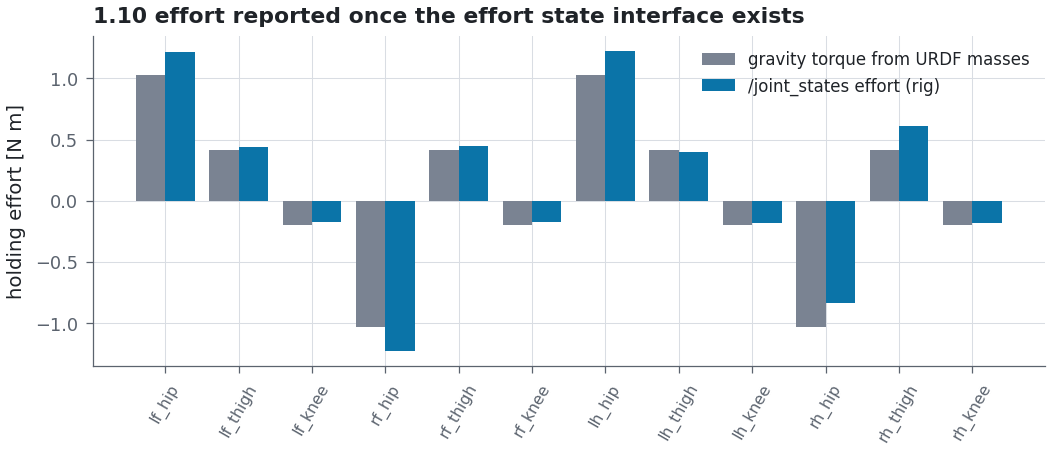 1.10 effort reported once the effort state interface exists
gravity torque from URDF masses
/joint_states effort (rig)
holding effort [N m]
1.0
0.5
0.0
−0.5
−1.0
lf_hip
lf_thigh
lf_knee
rf_hip
rf_thigh
rf_knee
lh_hip
lh_thigh
lh_knee
rh_hip
rh_thigh
rh_knee